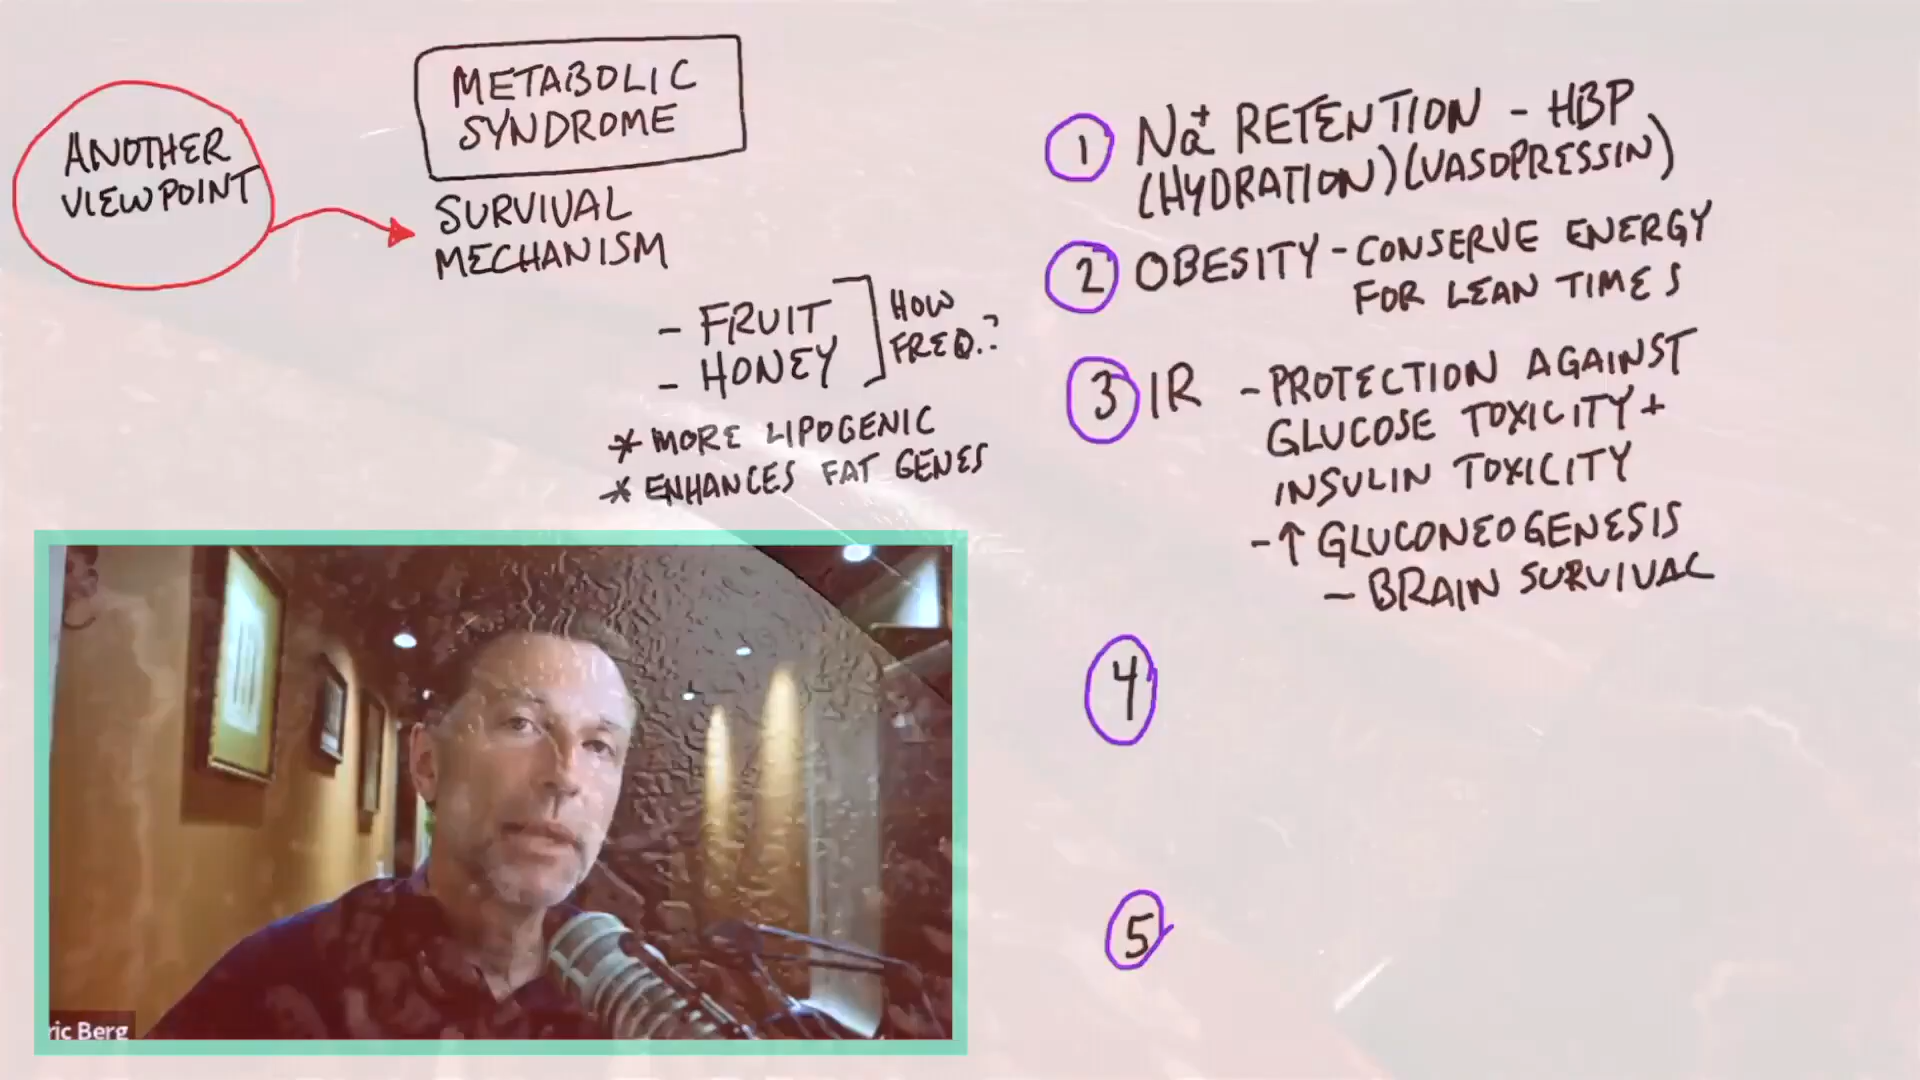 ANOTHER
VIEWPOINT
METABOLIC
SYNDROME
SURVIVAL
MECHANISM
- FRUIT
- HONEY
HOW
FREQ.?
* MORE LIPOGENIC
* ENHANCES FAT GENES
1 Na+ RETENTION - HBP
(HYDRATION) (VASOPRESSIN)
2 OBESITY - CONSERVE ENERGY
FOR LEAN TIMES
3 IR - PROTECTION AGAINST
GLUCOSE TOXICITY +
INSULIN TOXICITY
- ↑ GLUCONEOGENESIS
- BRAIN SURVIVAL
4
5
ric Berg